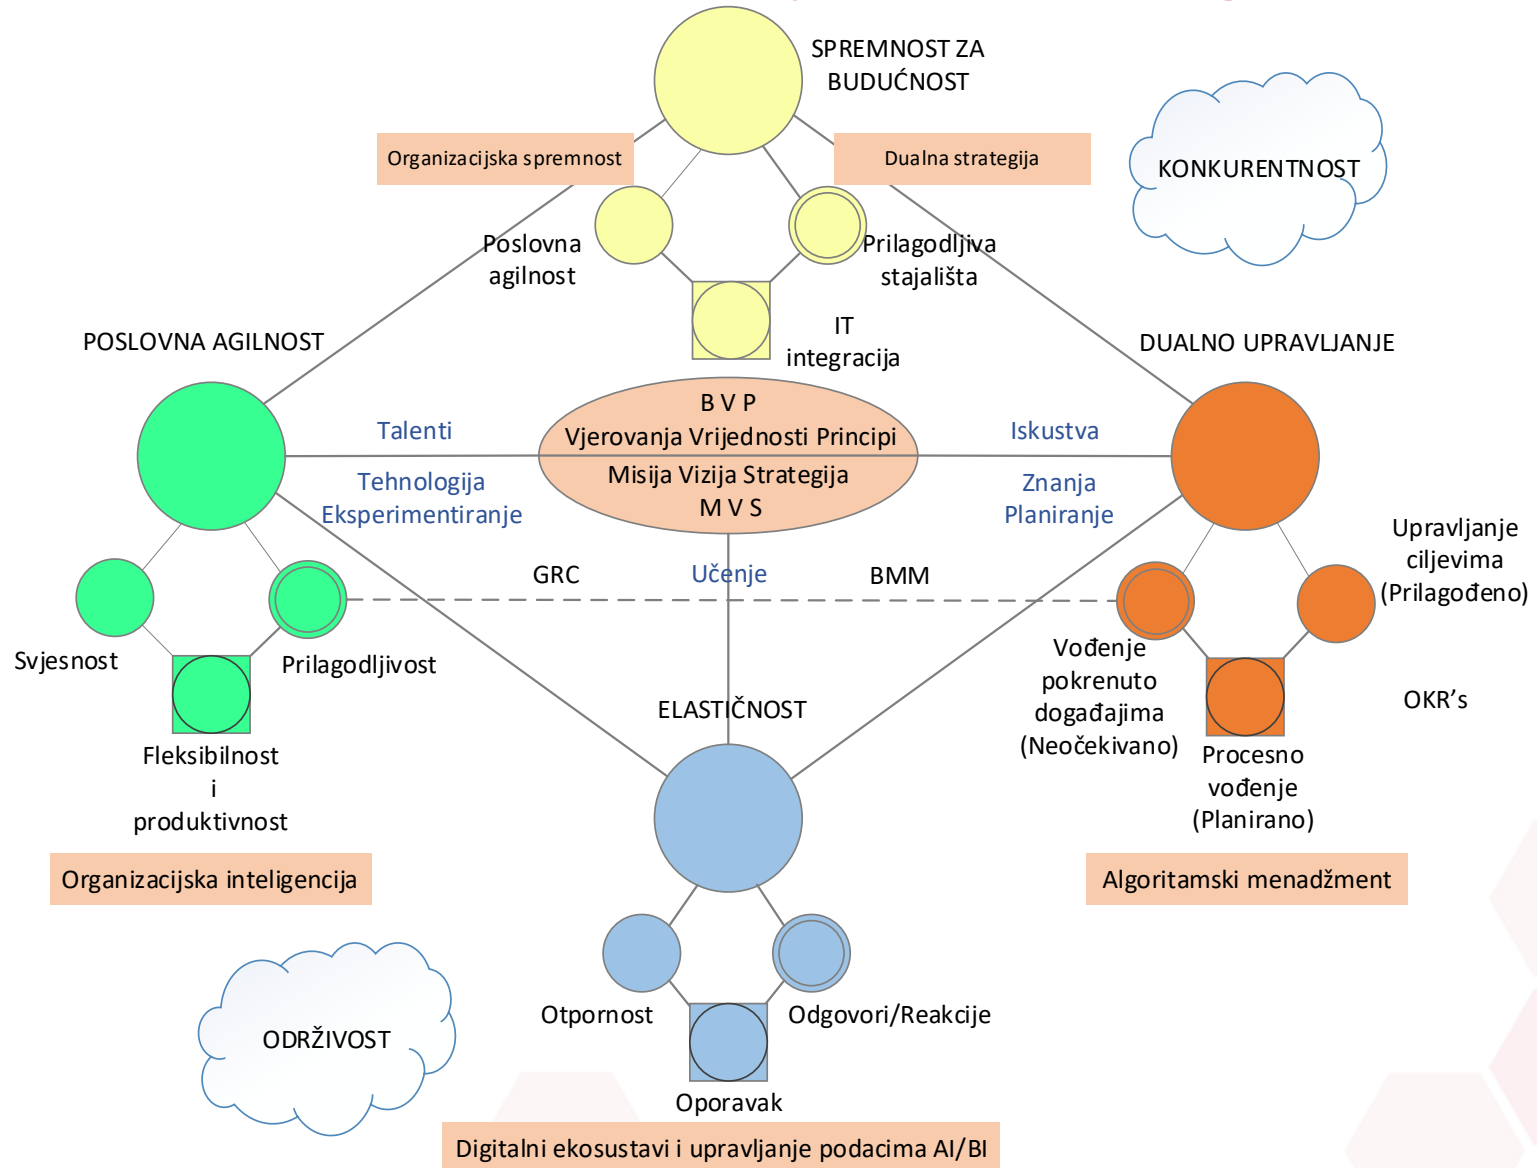 SPREMNOST ZA
BUDUĆNOST
Organizacijska spremnost
Dualna strategija
KONKURENTNOST
Poslovna
agilnost
Prilagodljiva
stajališta
IT
integracija
POSLOVNA AGILNOST
DUALNO UPRAVLJANJE
B V P
Vjerovanja Vrijednosti Principi
Misija Vizija Strategija
M V S
Talenti
Tehnologija
Eksperimentiranje
Iskustva
Znanja
Planiranje
GRC
Učenje
BMM
Upravljanje
ciljevima
(Prilagođeno)
Svjesnost
Prilagodljivost
Fleksibilnost
i
produktivnost
Vođenje
pokrenuto
događajima
(Neočekivano)
OKR's
Procesno
vođenje
(Planirano)
ELASTIČNOST
Organizacijska inteligencija
Algoritamski menadžment
Otpornost
Odgovori/Reakcije
ODRŽIVOST
Oporavak
Digitalni ekosustavi i upravljanje podacima AI/BI